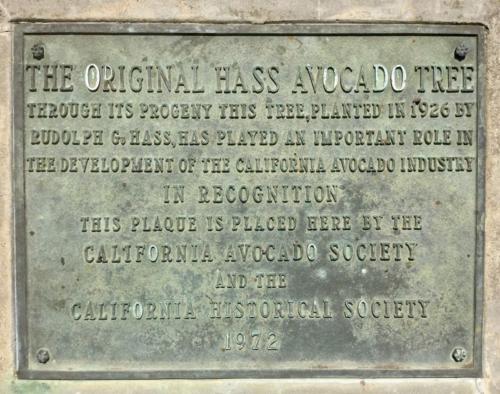 THE ORIGINAL HASS AVOCADO TREE
THROUGH ITS PROGENY THIS TREE, PLANTED IN 1926 BY
RUDOLPH G. HASS, HAS PLAYED AN IMPORTANT ROLE IN
THE DEVELOPMENT OF THE CALIFORNIA AVOCADO INDUSTRY
IN RECOGNITION
THIS PLAQUE IS PLACED HERE BY THE
CALIFORNIA AVOCADO SOCIETY
AND THE
CALIFORNIA HISTORICAL SOCIETY
1972